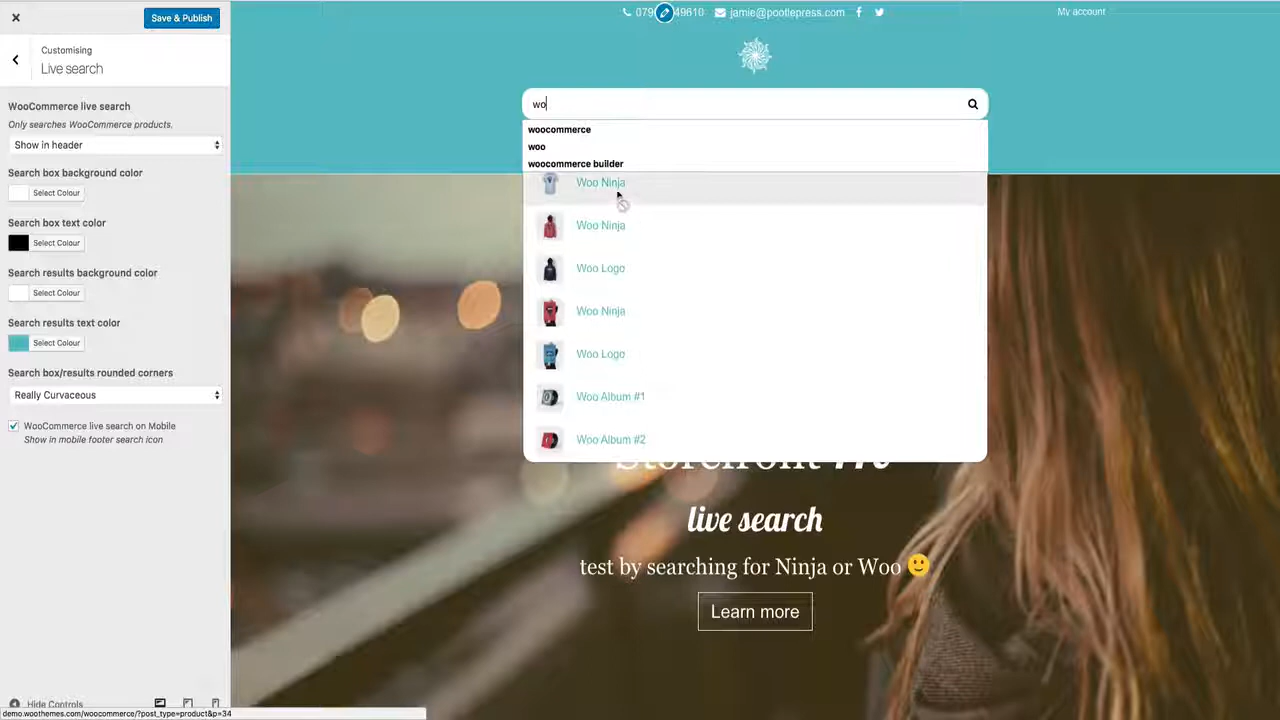 Save & Publish
Customising
Live search
WooCommerce live search
Only searches WooCommerce products.
Show in header
Search box background color
Select Colour
Search box text color
Select Colour
Search results background color
Select Colour
Search results text color
Select Colour
Search box/results rounded corners
Really Curvaceous
WooCommerce live search on Mobile
Show in mobile footer search icon
Hide Controls
demo.woothemes.com/woocommerce/?post_type=product&p=34
079 49610 jamie@pootlepress.com
My account
wo
woocommerce
woo
woocommerce builder
Woo Ninja
Woo Ninja
Woo Logo
Woo Ninja
Woo Logo
Woo Album #1
Woo Album #2
Storefront
live search
test by searching for Ninja or Woo 🙂
Learn more